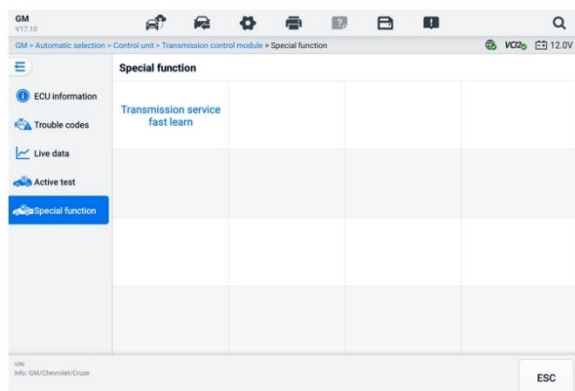 GM
V17.10
GM > Automatic selection > Control unit > Transmission control module > Special function
VCI2
12.0V
Special function
ECU information
Trouble codes
Live data
Active test
Special function
Transmission service
fast learn
VIN:
Info: GM/Chevrolet/Cruze
ESC